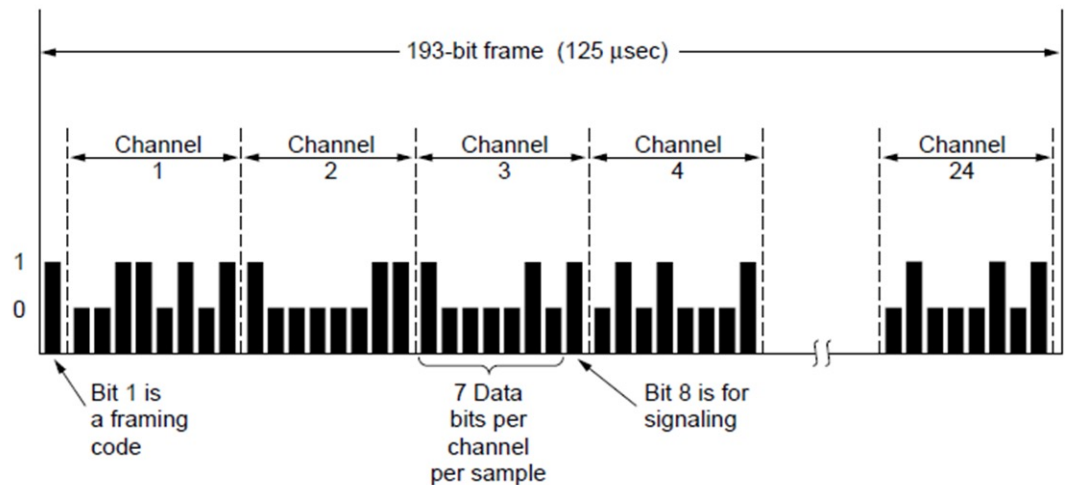 193-bit frame (125 μsec)
Channel
1
Channel
2
Channel
3
Channel
4
Channel
24
1
0
Bit 1 is
a framing
code
7 Data
bits per
channel
per sample
Bit 8 is for
signaling